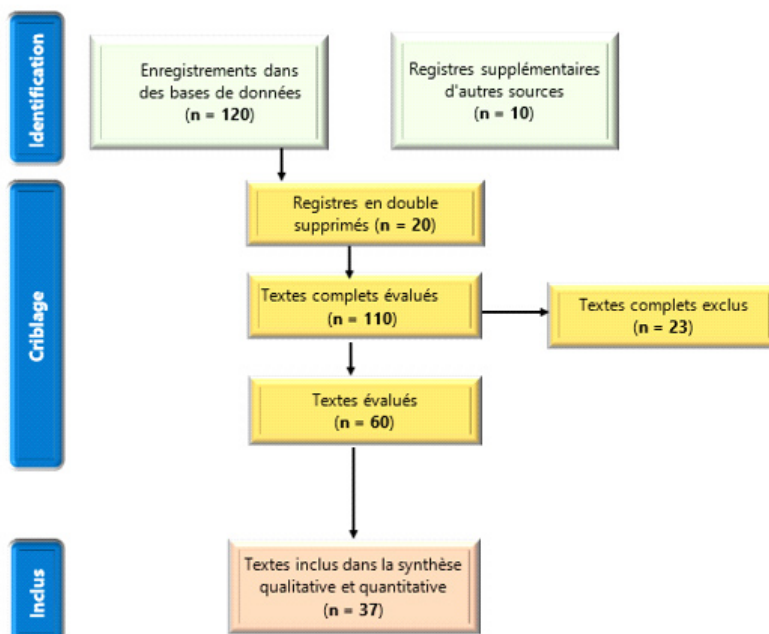 Identification
Enregistrements dans
des bases de données
(n = 120)
Registres supplémentaires
d'autres sources
(n = 10)
Criblage
Registres en double
supprimés (n = 20)
Textes complets évalués
(n = 110)
Textes complets exclus
(n = 23)
Textes évalués
(n = 60)
Inclus
Textes inclus dans la synthèse
qualitative et quantitative
(n = 37)